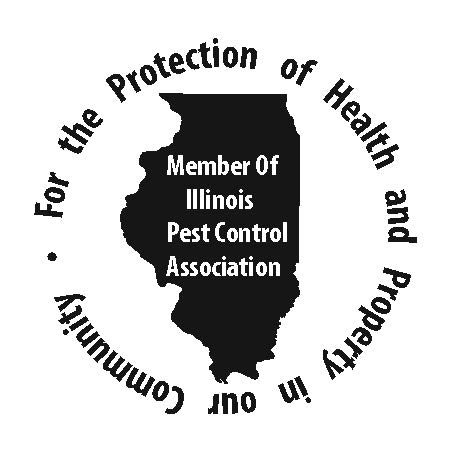 • For the Protection of Health and Property in our Community
Member Of
Illinois
Pest Control
Association